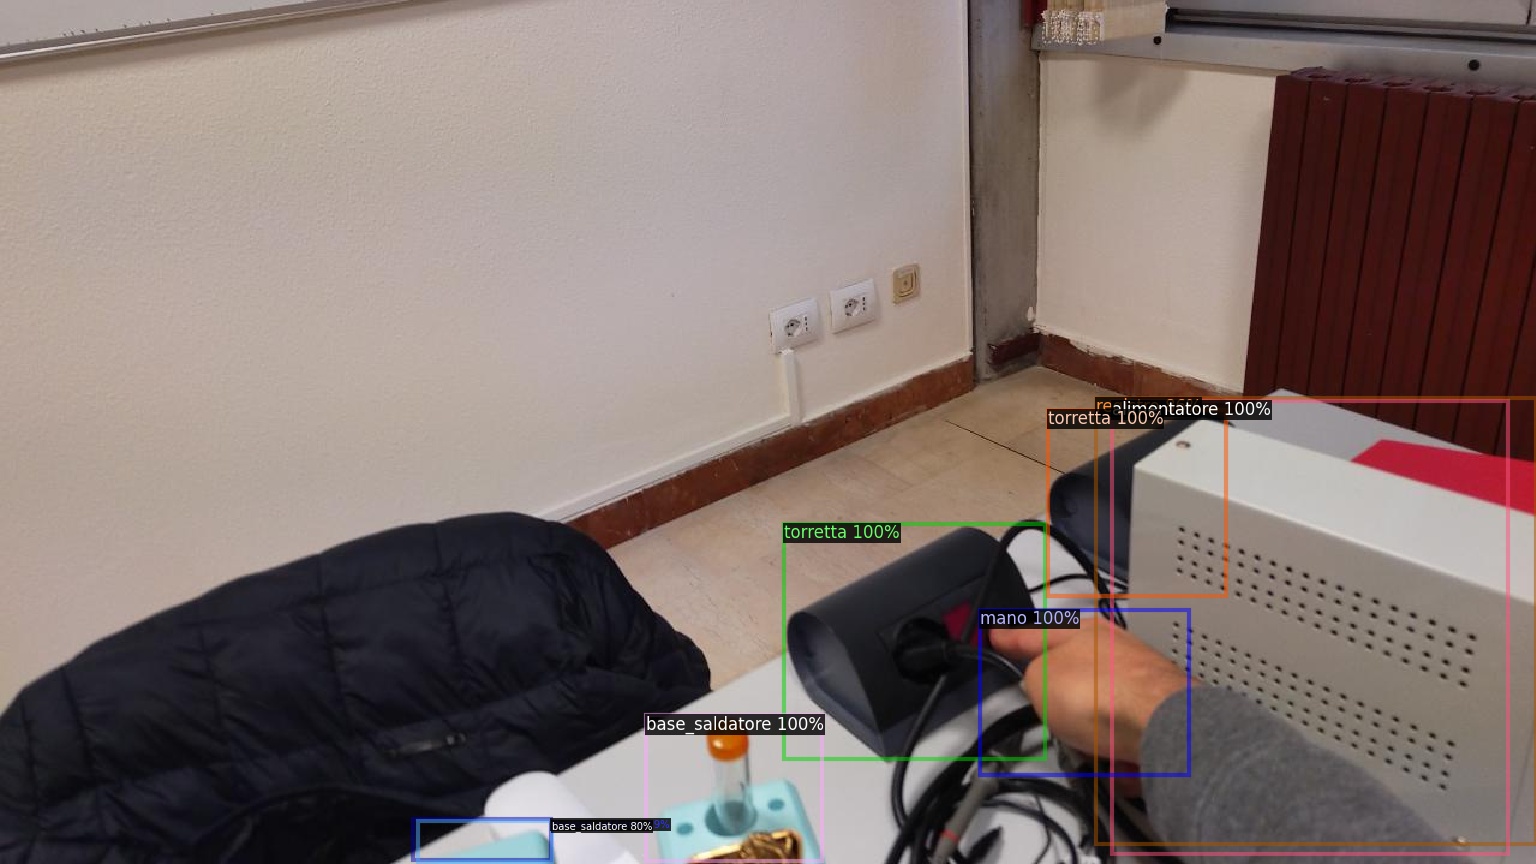 alimentatore 100%
torretta 100%
torretta 100%
mano 100%
base_saldatore 100%
base_saldatore 80%